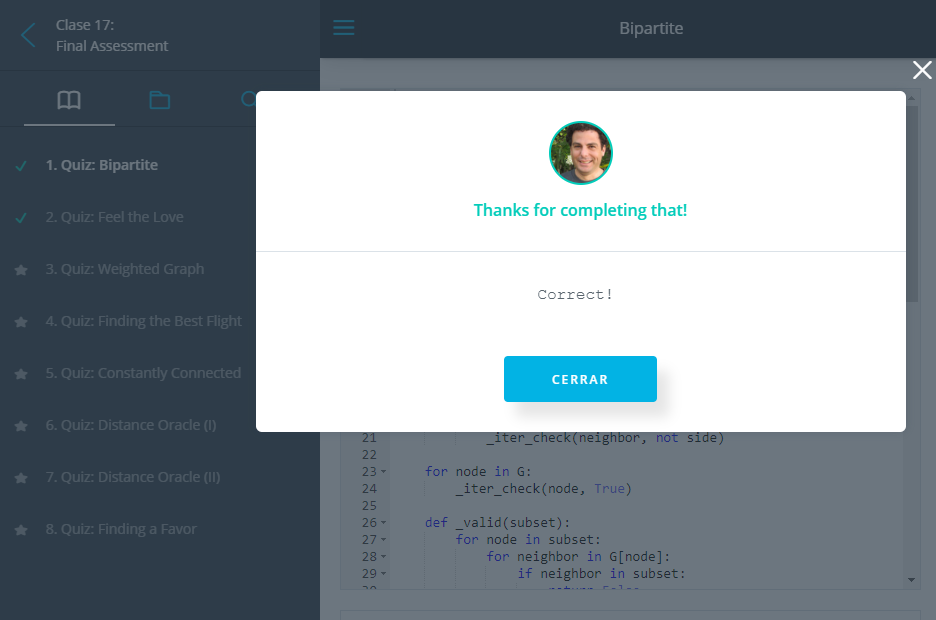 Clase 17:
Final Assessment
Bipartite
1. Quiz: Bipartite
2. Quiz: Feel the Love
3. Quiz: Weighted Graph
4. Quiz: Finding the Best Flight
5. Quiz: Constantly Connected
6. Quiz: Distance Oracle (I)
7. Quiz: Distance Oracle (II)
8. Quiz: Finding a Favor
Thanks for completing that!
Correct!
CERRAR
21 _iter_check(neighbor, not side)
22
23 for node in G:
24 _iter_check(node, True)
25
26 def _valid(subset):
27 for node in subset:
28 for neighbor in G[node]:
29 if neighbor in subset: